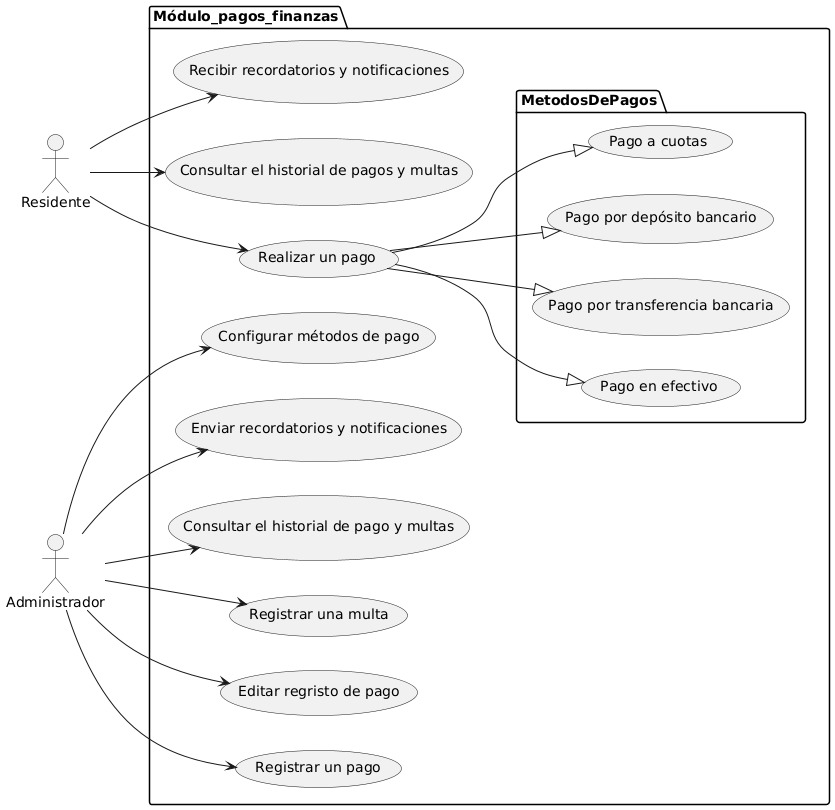 Módulo_pagos_finanzas
Recibir recordatorios y notificaciones
MetodosDePagos
Pago a cuotas
Consultar el historial de pagos y multas
Residente
Pago por depósito bancario
Realizar un pago
Pago por transferencia bancaria
Configurar métodos de pago
Pago en efectivo
Enviar recordatorios y notificaciones
Consultar el historial de pago y multas
Administrador
Registrar una multa
Editar regristo de pago
Registrar un pago